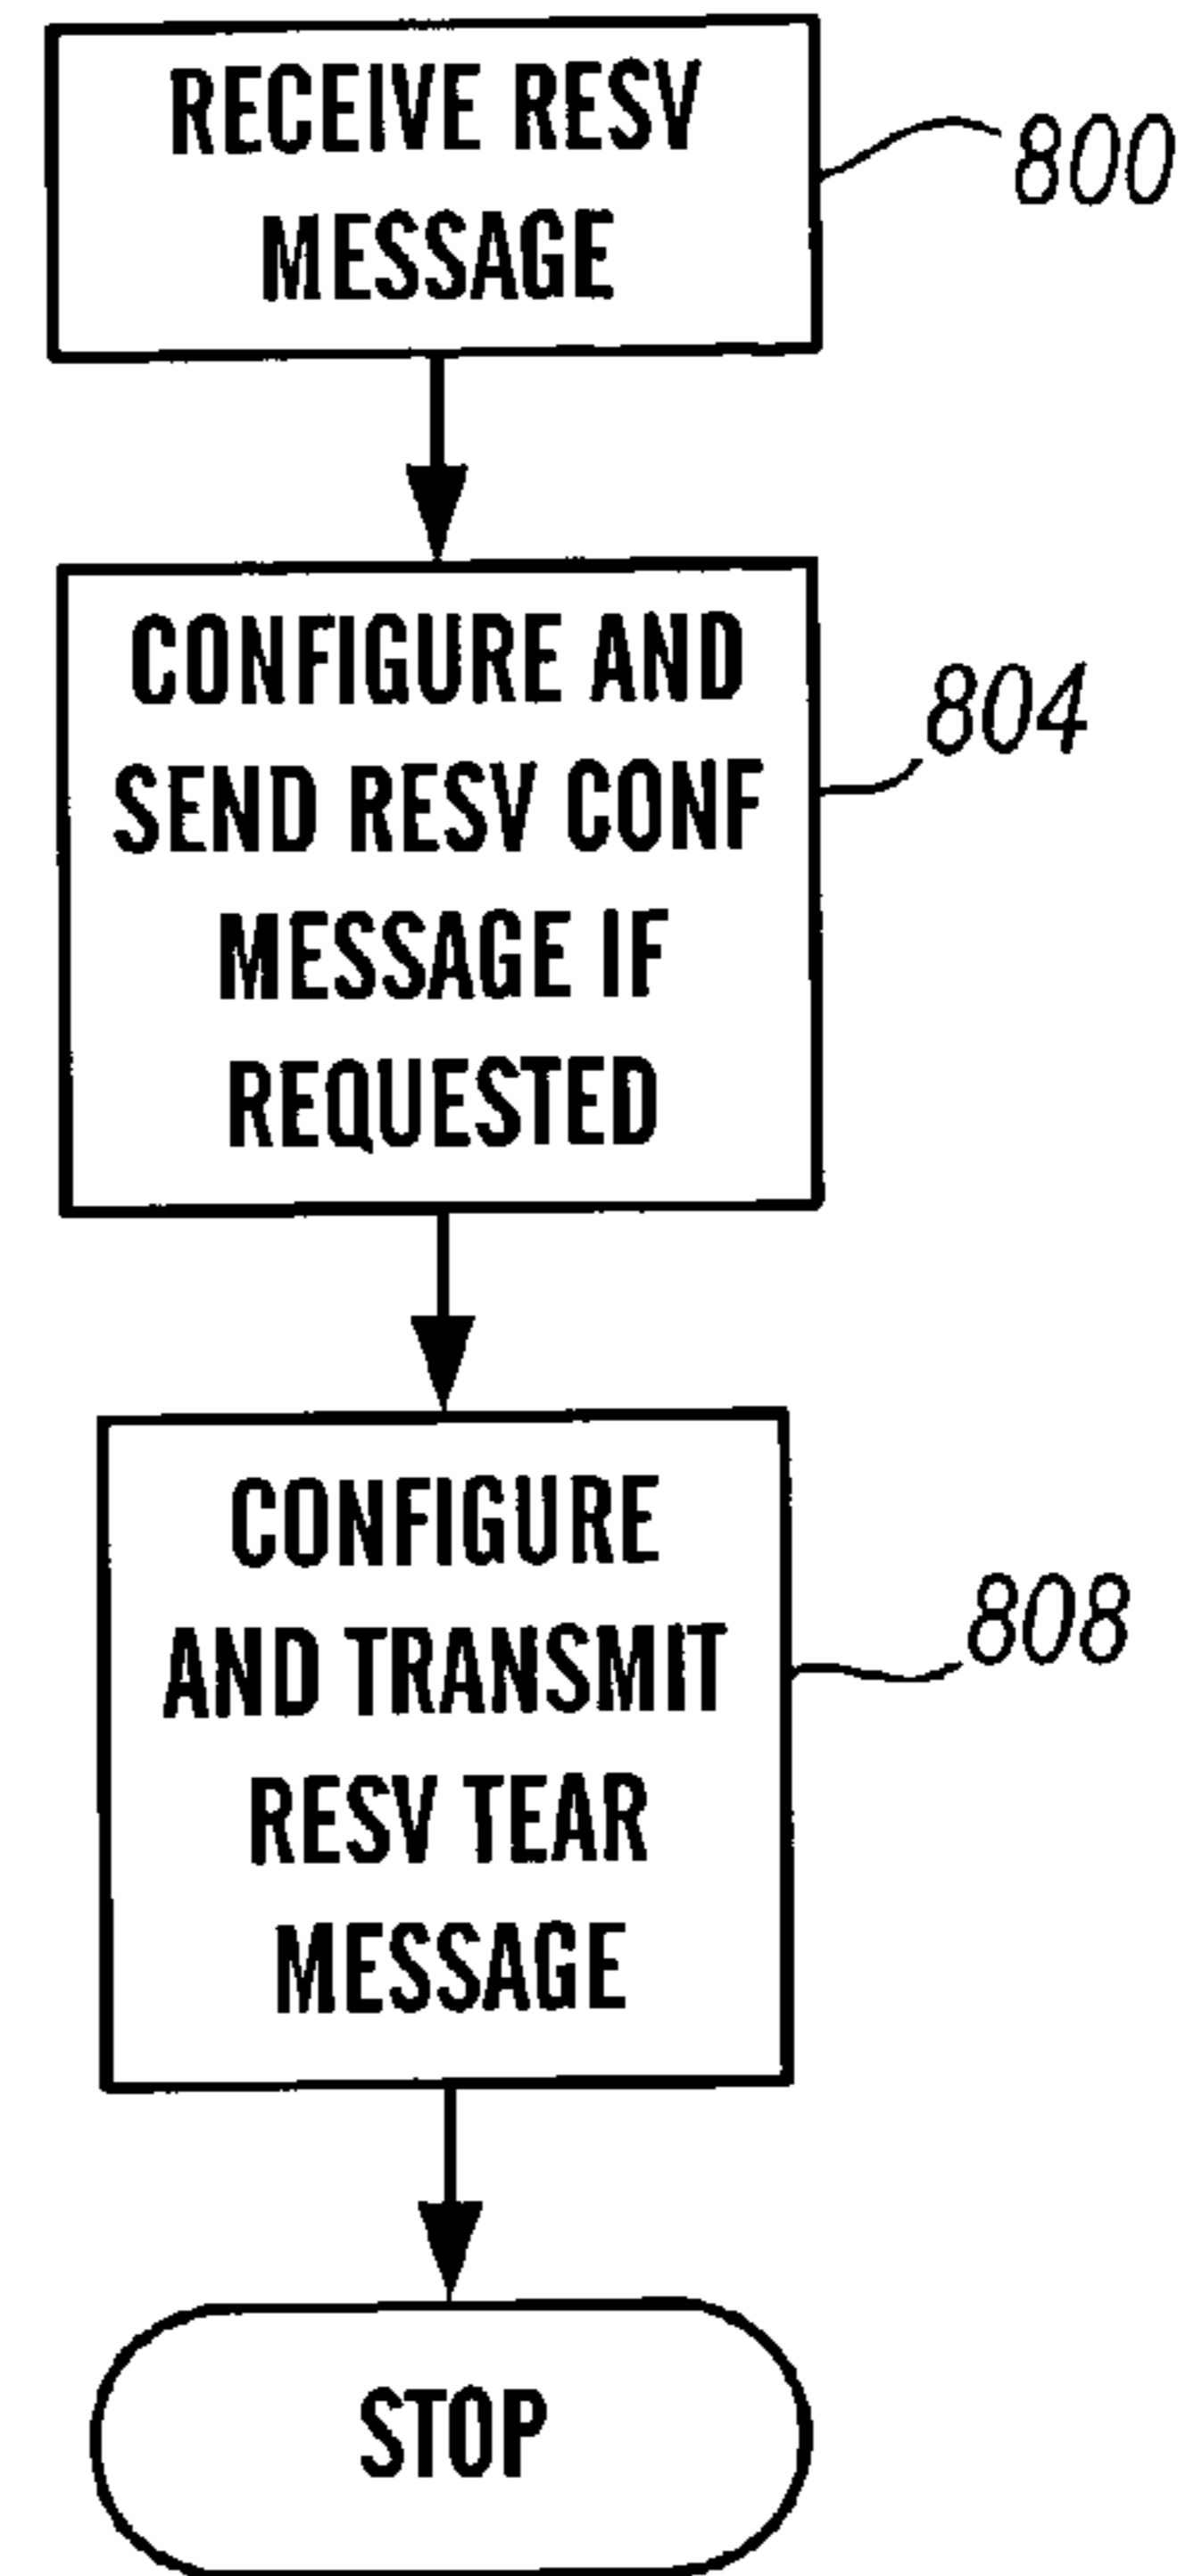 RECEIVE RESV
MESSAGE
800
CONFIGURE AND
SEND RESV CONF
MESSAGE IF
REQUESTED
804
CONFIGURE
AND TRANSMIT
RESV TEAR
MESSAGE
808
STOP